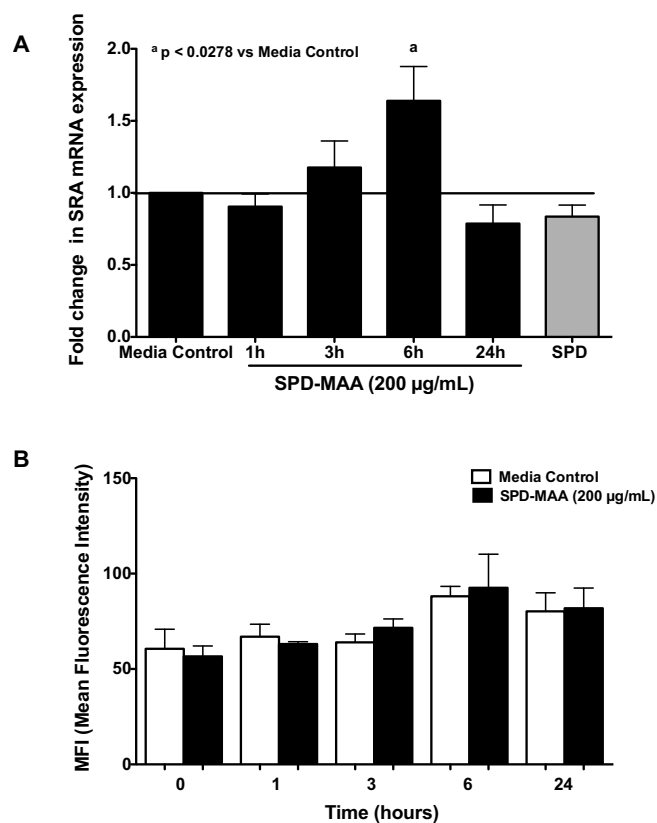 A
a p < 0.0278 vs Media Control
a
Fold change in SRA mRNA expression
2.0
1.5
1.0
0.5
0.0
Media Control 1h 3h 6h 24h SPD
SPD-MAA (200 µg/mL)
B
Media Control
SPD-MAA (200 µg/mL)
MFI (Mean Fluorescence Intensity)
150
100
50
0
0 1 3 6 24
Time (hours)